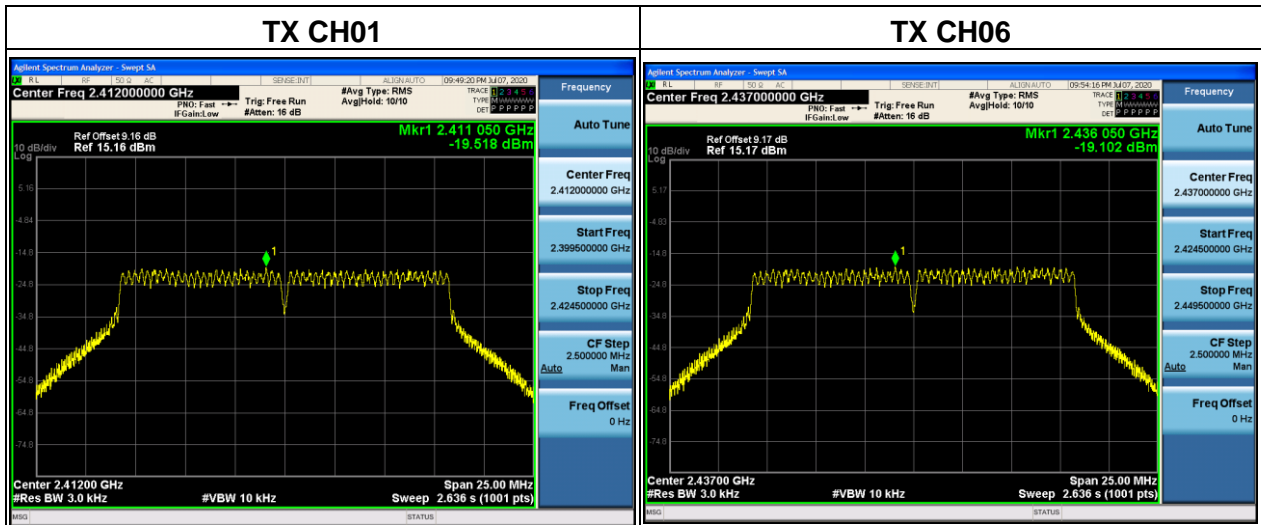 TX CH01
Agilent Spectrum Analyzer - Swept SA
RL RF 50 Ω AC SENSE:INT ALIGN AUTO 09:49:20 PM Jul 07, 2020
Center Freq 2.412000000 GHz
#Avg Type: RMS
TRACE 1 2 3 4 5 6
PNO: Fast
Trig: Free Run
Avg|Hold: 10/10
TYPE
IFGain:Low
#Atten: 16 dB
DET P P P P P P
Mkr1 2.411 050 GHz
-19.518 dBm
Ref Offset 9.16 dB
10 dB/div Ref 15.16 dBm
Log
5.16
-4.84
-14.8
-24.8
-34.8
-44.8
-54.8
-64.8
-74.8
1
Center 2.41200 GHz
Span 25.00 MHz
#Res BW 3.0 kHz
#VBW 10 kHz
Sweep 2.636 s (1001 pts)
MSG
STATUS
Frequency
Auto Tune
Center Freq
2.412000000 GHz
Start Freq
2.399500000 GHz
Stop Freq
2.424500000 GHz
CF Step
2.500000 MHz
Auto Man
Freq Offset
0 Hz
TX CH06
Agilent Spectrum Analyzer - Swept SA
RL RF 50 Ω AC SENSE:INT ALIGN AUTO 09:54:16 PM Jul 07, 2020
Center Freq 2.437000000 GHz
#Avg Type: RMS
TRACE 1 2 3 4 5 6
PNO: Fast
Trig: Free Run
Avg|Hold: 10/10
TYPE
IFGain:Low
#Atten: 16 dB
DET P P P P P P
Mkr1 2.436 050 GHz
-19.102 dBm
Ref Offset 9.17 dB
10 dB/div Ref 15.17 dBm
Log
5.17
-4.83
-14.8
-24.8
-34.8
-44.8
-54.8
-64.8
-74.8
1
Center 2.43700 GHz
Span 25.00 MHz
#Res BW 3.0 kHz
#VBW 10 kHz
Sweep 2.636 s (1001 pts)
MSG
STATUS
Frequency
Auto Tune
Center Freq
2.437000000 GHz
Start Freq
2.424500000 GHz
Stop Freq
2.449500000 GHz
CF Step
2.500000 MHz
Auto Man
Freq Offset
0 Hz